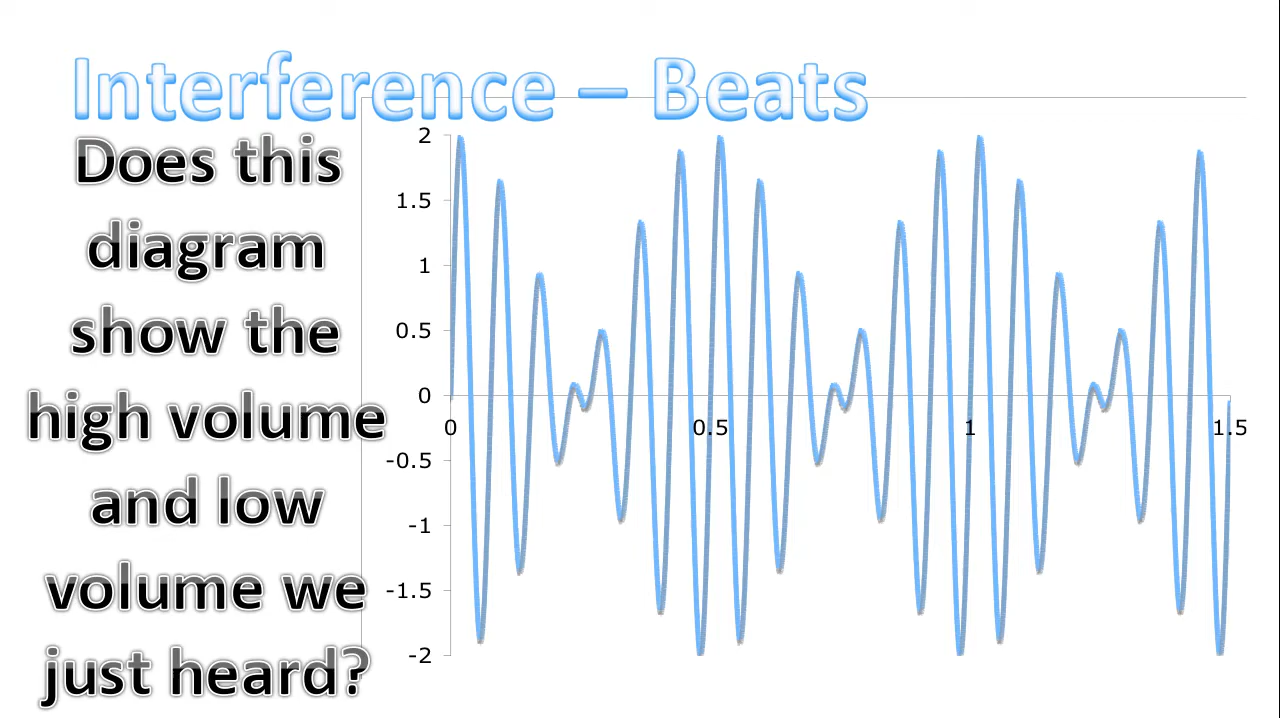 Interference – Beats
Does this
diagram
show the
high volume
and low
volume we
just heard?
2
1.5
1
0.5
0
-0.5
-1
-1.5
-2
0 0.5 1 1.5